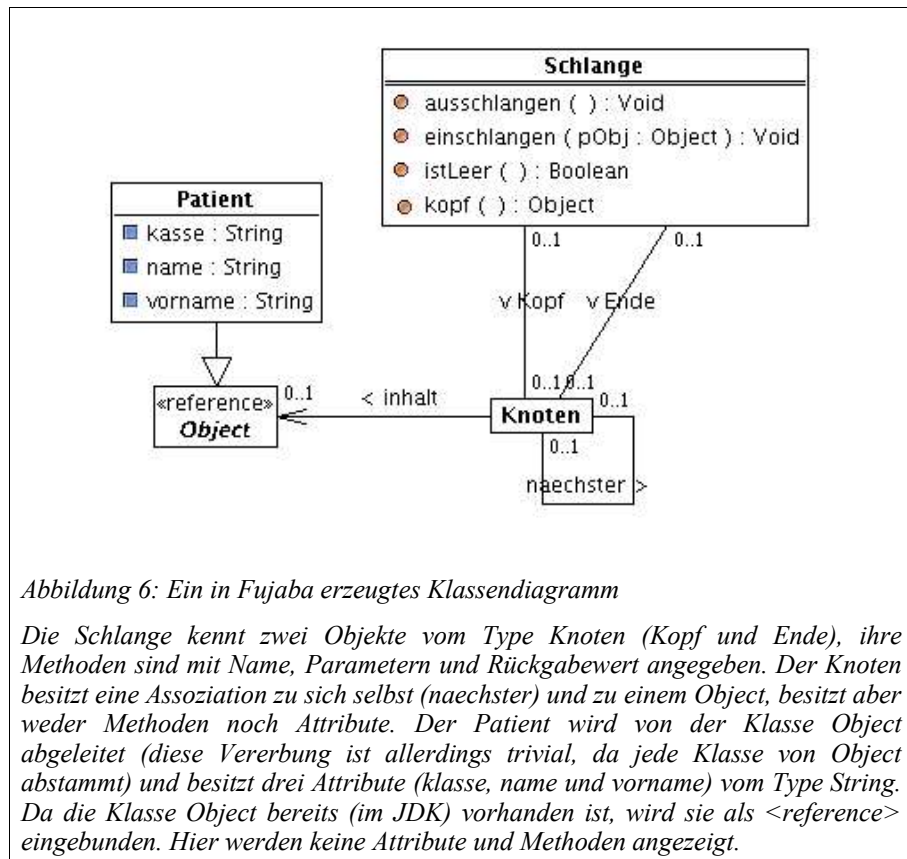 Schlange
ausschlangen ( ) : Void
einschlangen ( pObj : Object ) : Void
istLeer ( ) : Boolean
kopf ( ) : Object
Patient
kasse : String
name : String
vorname : String
0..1
0..1
v Kopf
v Ende
0..1
0..1
«reference»
Object
0..1
< inhalt
Knoten
0..1
0..1
naechster >
Abbildung 6: Ein in Fujaba erzeugtes Klassendiagramm
Die Schlange kennt zwei Objekte vom Type Knoten (Kopf und Ende), ihre
Methoden sind mit Name, Parametern und Rückgabewert angegeben. Der Knoten
besitzt eine Assoziation zu sich selbst (naechster) und zu einem Object, besitzt aber
weder Methoden noch Attribute. Der Patient wird von der Klasse Object
abgeleitet (diese Vererbung ist allerdings trivial, da jede Klasse von Object
abstammt) und besitzt drei Attribute (klasse, name und vorname) vom Type String.
Da die Klasse Object bereits (im JDK) vorhanden ist, wird sie als <reference>
eingebunden. Hier werden keine Attribute und Methoden angezeigt.